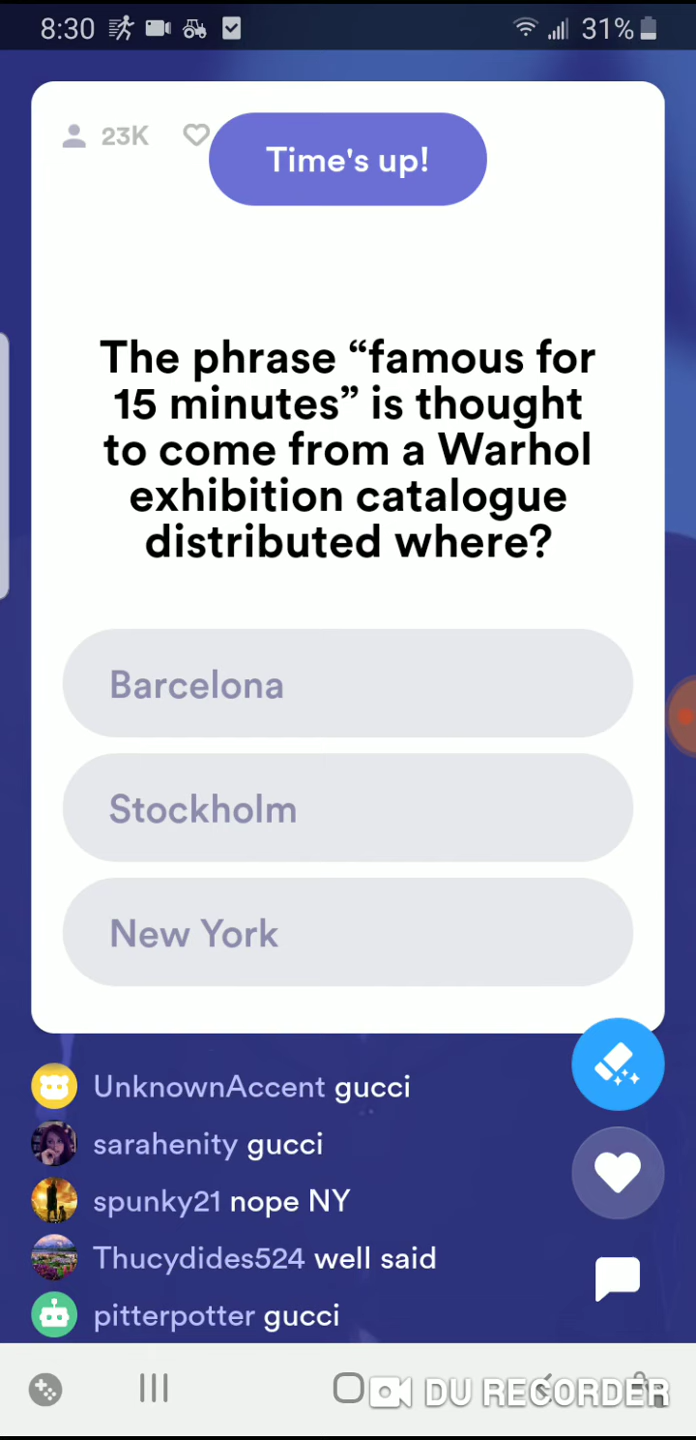 8:30
31%
23K
Time's up!
The phrase “famous for
15 minutes” is thought
to come from a Warhol
exhibition catalogue
distributed where?
Barcelona
Stockholm
New York
UnknownAccent gucci
sarahenity gucci
spunky21 nope NY
Thucydides524 well said
pitterpotter gucci
DU RECORDER